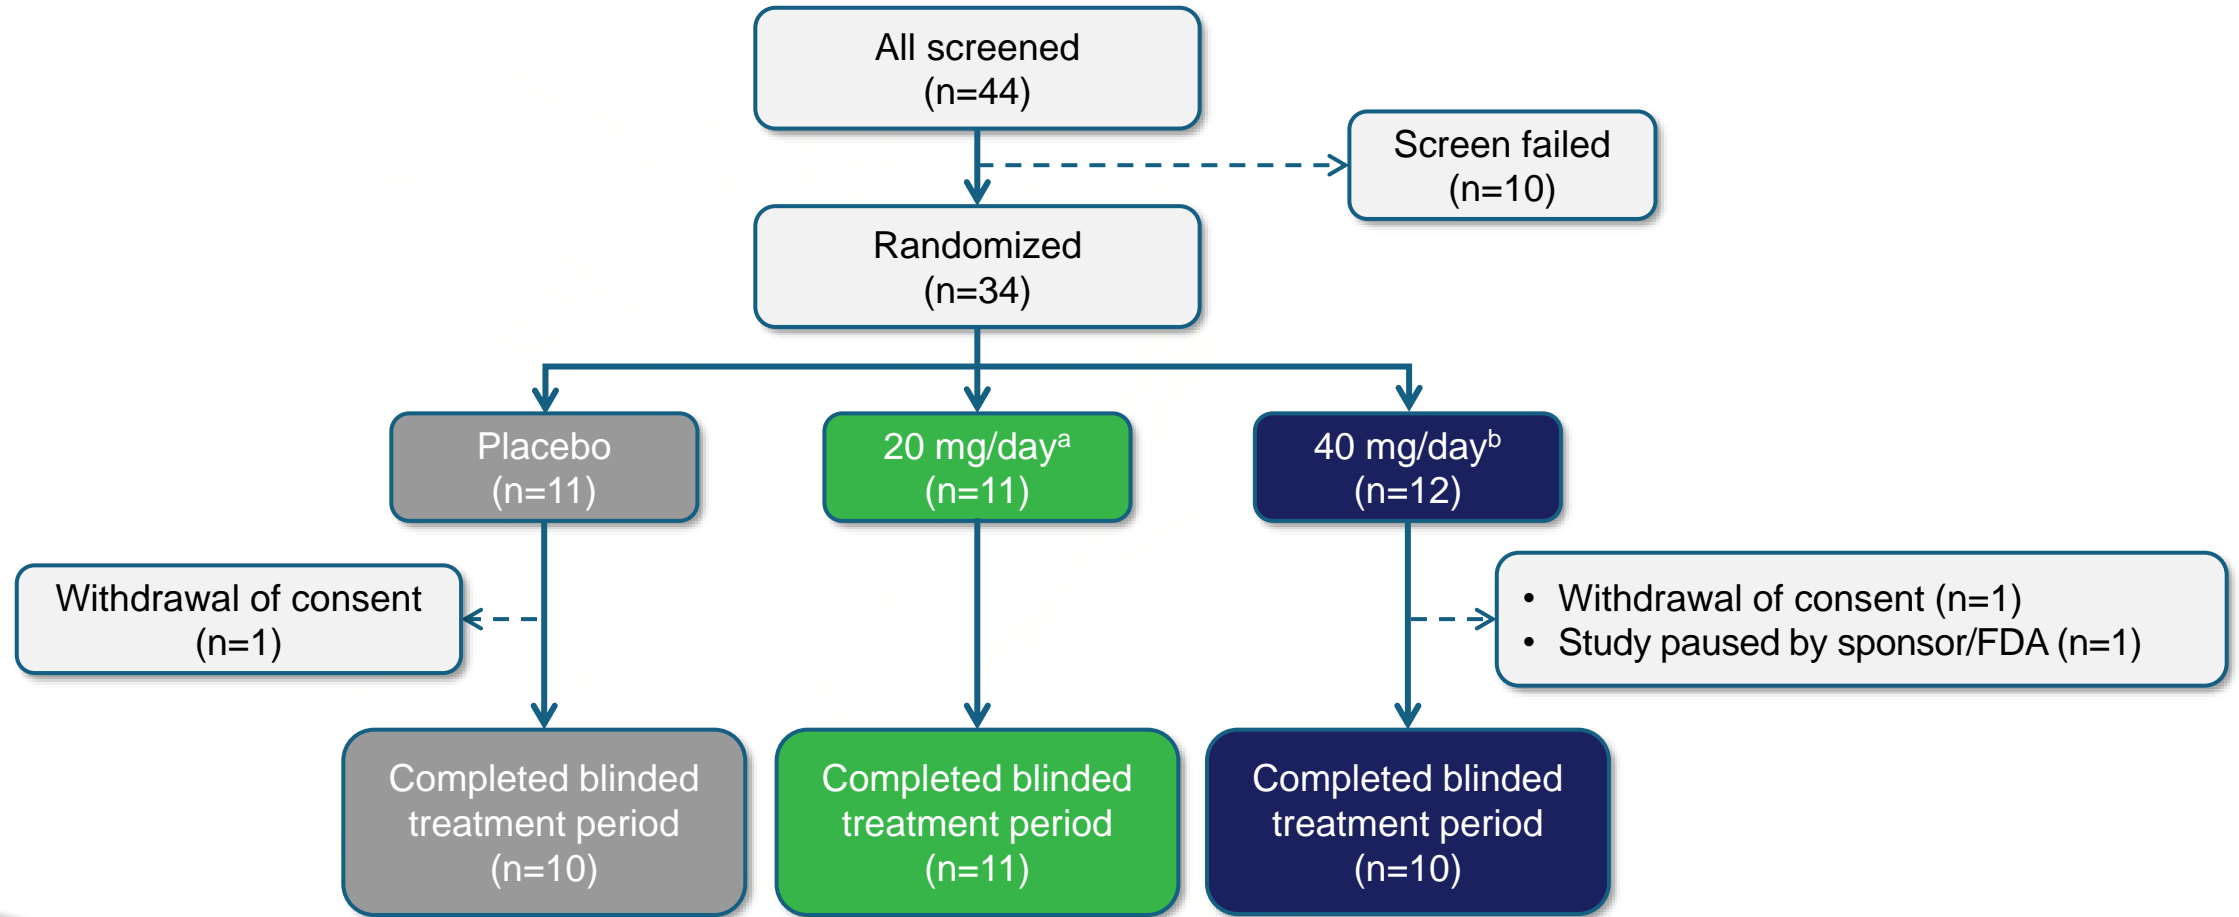 All screened
(n=44)
Screen failed
(n=10)
Randomized
(n=34)
Placebo
(n=11)
20 mg/dayᵃ
(n=11)
40 mg/dayᵇ
(n=12)
Withdrawal of consent
(n=1)
• Withdrawal of consent (n=1)
• Study paused by sponsor/FDA (n=1)
Completed blinded
treatment period
(n=10)
Completed blinded
treatment period
(n=11)
Completed blinded
treatment period
(n=10)